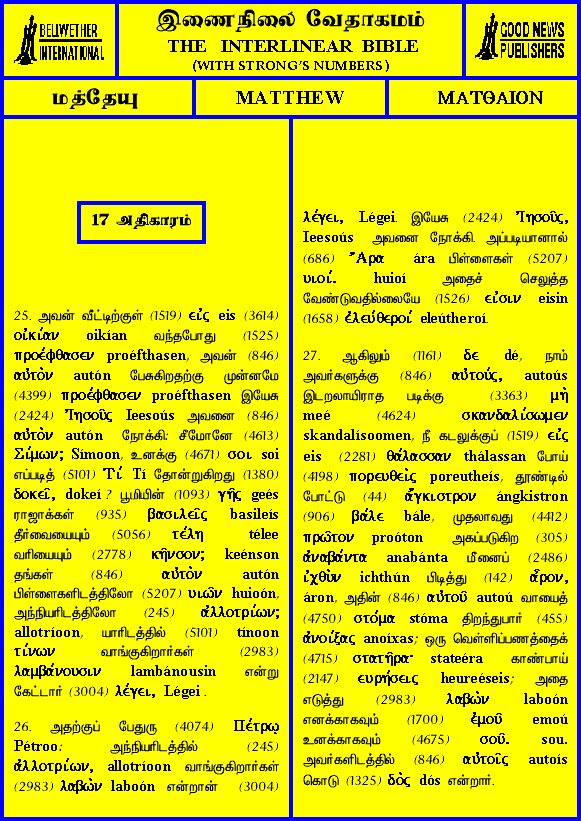 BELLWETHER
INTERNATIONAL
இணைநிலை வேதாகமம்
THE INTERLINEAR BIBLE
(WITH STRONG'S NUMBERS)
GOOD NEWS
PUBLISHERS
மத்தேயு
MATTHEW
ΜΑΤΘΑΙΟΝ
17 அதிகாரம்
25. அவன் வீட்டிற்குள் (1519) εἰς eis (3614)
οἰκίαν oikían வந்தபோது (1525)
προέφθασεν proéfthasen, அவன் (846)
αὐτὸν autón பேசுகிறதற்கு முன்னமே
(4399) προέφθασεν proéfthasen இயேசு
(2424) Ἰησοῦς Ieesoús அவனை (846)
αὐτὸν autón நோக்கி: சீமோனே (4613)
Σίμων; Símoon, உனக்கு (4671) σοι soi
எப்படித் (5101) Τί Tí தோன்றுகிறது (1380)
δοκεῖ, dokeí ? பூமியின் (1093) γῆς geés
ராஜாக்கள் (935) βασιλεῖς basileís
தீர்வையையும் (5056) τέλη télee
வரியையும் (2778) κῆνσον; keénson
தங்கள் (846) αὐτὸν autón
பிள்ளைகளிடத்திலோ (5207) υιῶν huioón,
அந்நியரிடத்திலோ (245) ἀλλοτρίων;
allotríoon, யாரிடத்தில் (5101) tínoon
τίνων வாங்குகிறார்கள் (2983)
λαμβάνουσιν lambánousin என்று
கேட்டார் (3004) λέγει, Légei .
26. அதற்குப் பேதுரு (4074) Πέτρῳ
Pétroo: அந்நியரிடத்தில் (245)
ἀλλοτρίων, allotríoon வாங்குகிறார்கள்
(2983) λαβὼν laboón என்றான் (3004)
λέγει, Légei. இயேசு (2424) Ἰησοῦς,
Ieesoús அவனை நோக்கி. அப்படியானால்
(686) Ἄρα ára பிள்ளைகள் (5207)
υιοί. huioí அதைச் செலுத்த
வேண்டுவதில்லையே (1526) εἰσιν eisin
(1658) ἐλεύθεροί eleútheroí.
27. ஆகிலும் (1161) δε dé, நாம்
அவர்களுக்கு (846) αὐτούς, autoús
இடறலாயிராத படிக்கு (3363) μὴ
meé (4624) σκανδαλίσωμεν
skandalísoomen, நீ கடலுக்குப் (1519) εἰς
eis (2281) θάλασσαν thálassan போய்
(4198) πορευθεὶς poreutheís, தூண்டில்
போட்டு (44) ἄγκιστρον ángkistron
(906) βάλε bále, முதலாவது (4412)
πρῶτον proóton அகப்படுகிற (305)
ἀναβάντα anabánta மீனைப் (2486)
ἰχθὺν ichthún பிடித்து (142) ἆρον,
áron, அதின் (846) αὐτοῦ autoú வாயைத்
(4750) στόμα stóma திறந்துபார் (455)
ἀνοίξας anoíxas; ஒரு வெள்ளிப்பணத்தைக்
(4715) στατῆρα· stateéra காண்பாய்
(2147) ευρήσεις heureéseis; அதை
எடுத்து (2983) λαβὼν laboón
எனக்காகவும் (1700) ἐμοῦ emoú
உனக்காகவும் (4675) σοῦ. sou.
அவர்களிடத்தில் (846) αὐτοῖς autoís
கொடு (1325) δὸς dós என்றார்.